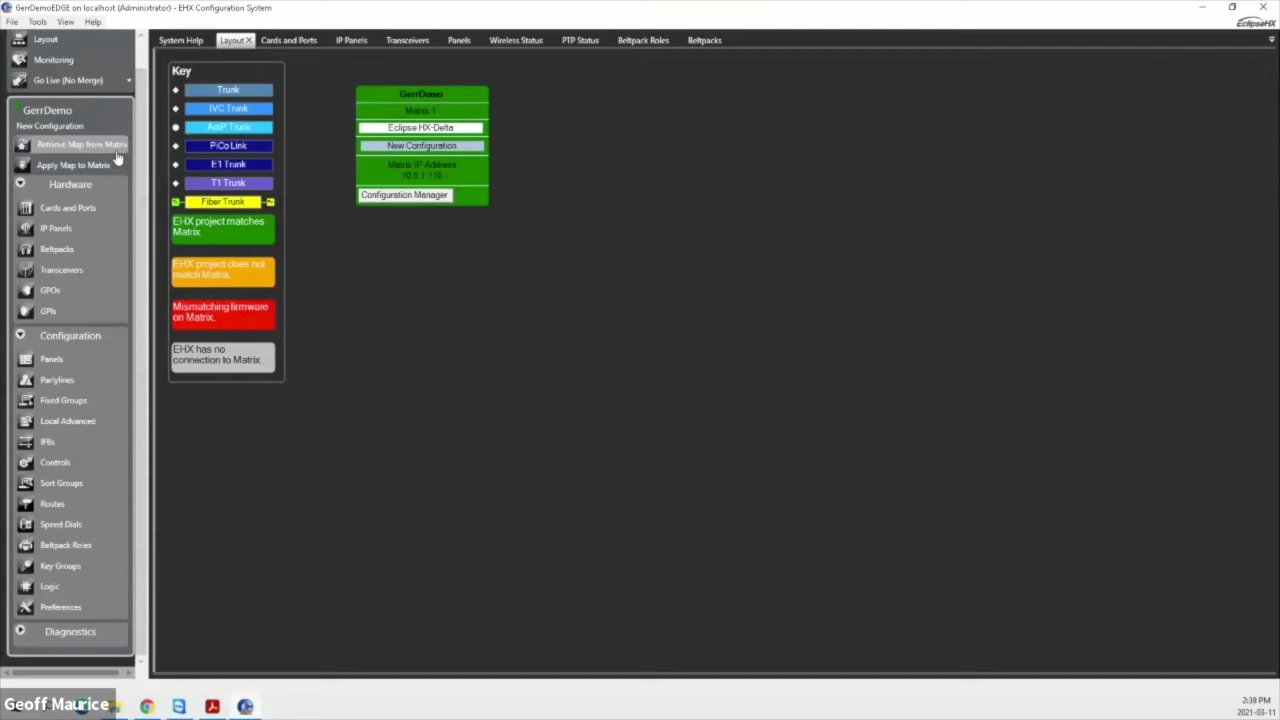 GerrDemoEDGE on localhost (Administrator) - EHX Configuration System
File Tools View Help
EclipseHX
Layout
Monitoring
Go Live (No Merge)
GerrDemo
New Configuration
Retrieve Map from Matrix
Apply Map to Matrix
Hardware
Cards and Ports
IP Panels
Beltpacks
Transceivers
GPOs
GPIs
Configuration
Panels
Partylines
Fixed Groups
Local Advanced
IFBs
Controls
Sort Groups
Routes
Speed Dials
Beltpack Roles
Key Groups
Logic
Preferences
Diagnostics
System Help Layout X Cards and Ports IP Panels Transceivers Panels Wireless Status PTP Status Beltpack Roles Beltpacks
Key
Trunk
IVC Trunk
AoIP Trunk
PiCo Link
E1 Trunk
T1 Trunk
Fiber Trunk
EHX project matches
Matrix.
EHX project does not
match Matrix.
Mismatching firmware
on Matrix.
EHX has no
connection to Matrix.
GerrDemo
Matrix 1
Eclipse HX-Delta
New Configuration
Matrix IP Address
10.0.1.110
Configuration Manager
Geoff Maurice
2:39 PM
2021-03-11